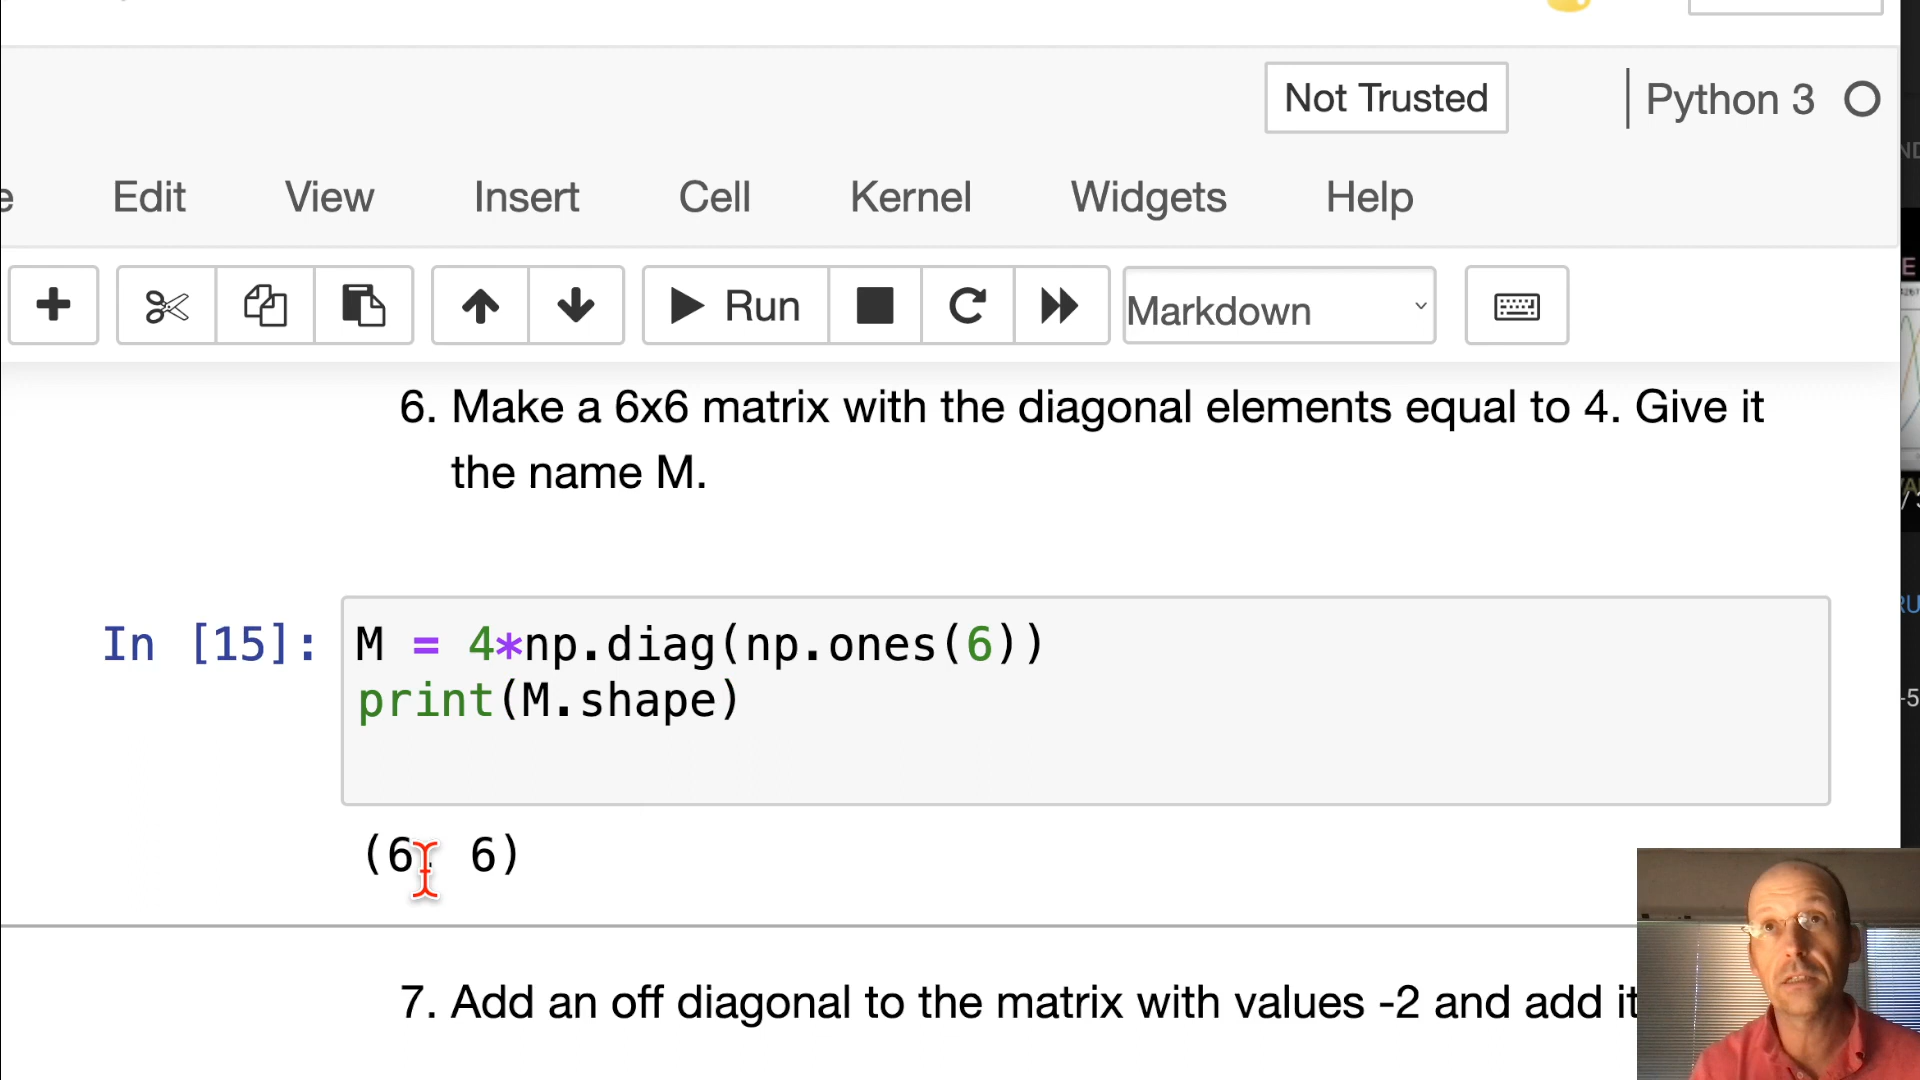 Not Trusted
Python 3
Edit View Insert Cell Kernel Widgets Help
Run
Markdown
6. Make a 6x6 matrix with the diagonal elements equal to 4. Give it
the name M.
In [15]:
M = 4*np.diag(np.ones(6))
print(M.shape)
(6, 6)
7. Add an off diagonal to the matrix with values -2 and add it